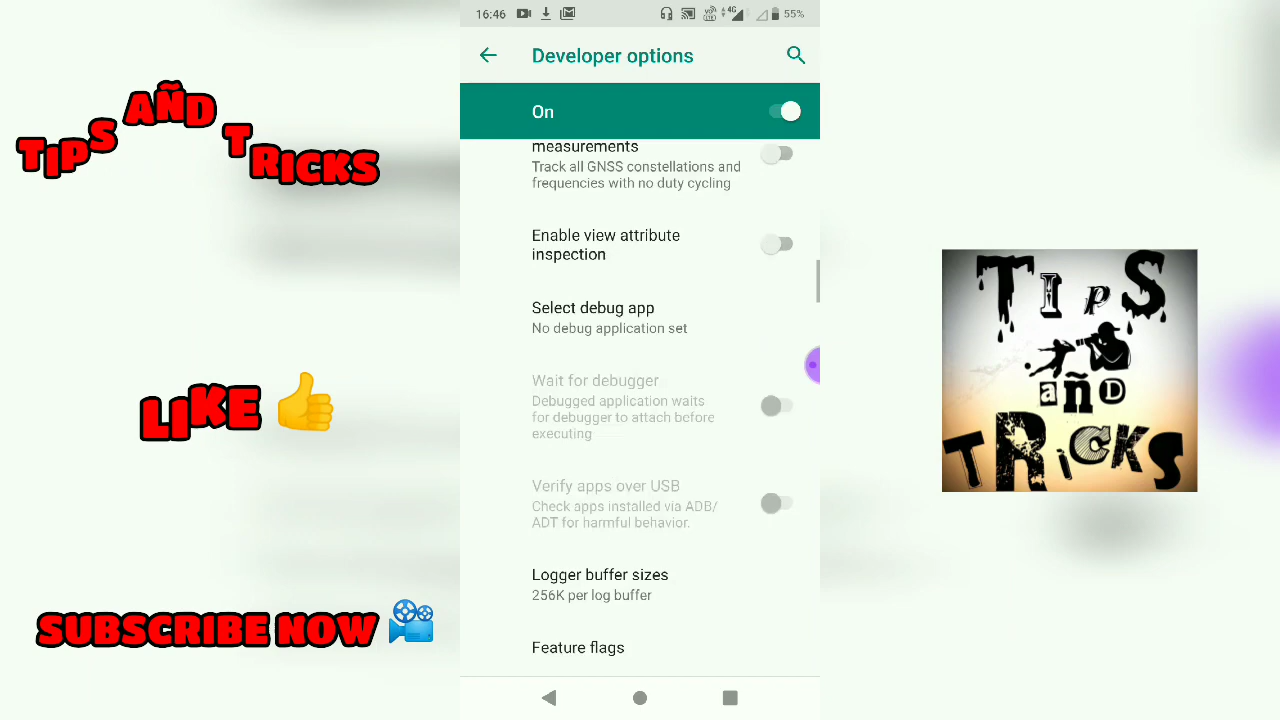 16:46
4G
55%
Developer options
On
measurements
Track all GNSS constellations and
frequencies with no duty cycling
Enable view attribute
inspection
Select debug app
No debug application set
Wait for debugger
Debugged application waits
for debugger to attach before
executing
Verify apps over USB
Check apps installed via ADB/
ADT for harmful behavior.
Logger buffer sizes
256K per log buffer
Feature flags
TIPS AÑD TRICKS
LIKE 👍
SUBSCRIBE NOW 🎥
TIPS
AÑD
TRICKS